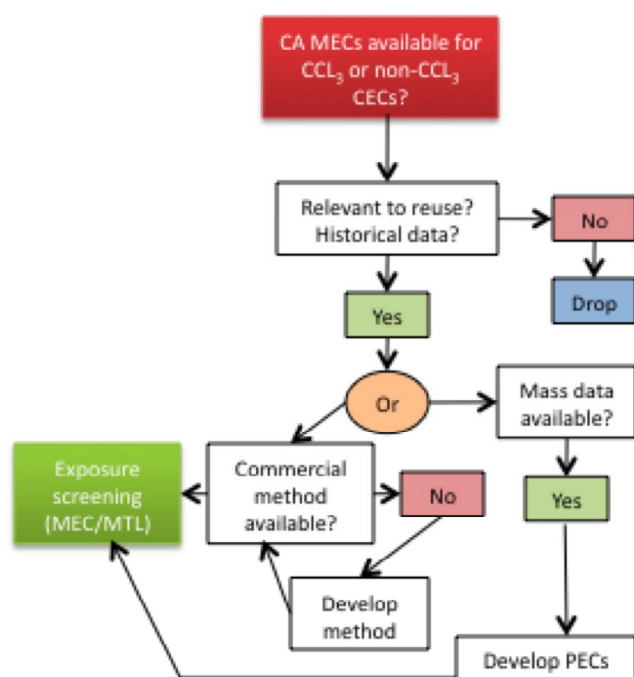 CA MECs available for
CCL₃ or non-CCL₃
CECs?
Relevant to reuse?
Historical data?
No
Drop
Yes
Or
Mass data
available?
Exposure
screening
(MEC/MTL)
Commercial
method
available?
No
Yes
Develop
method
Develop PECs